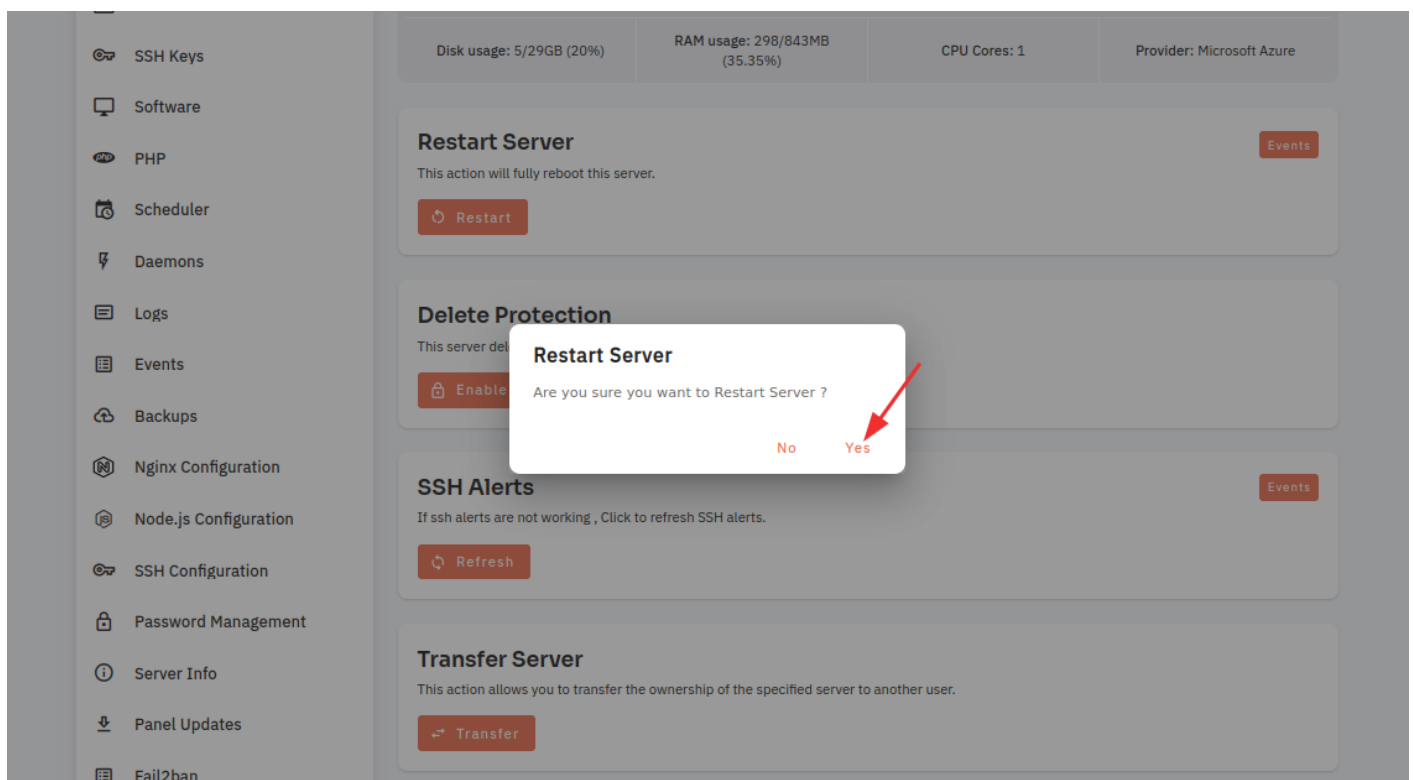 SSH Keys
Software
php
PHP
Scheduler
Daemons
Logs
Events
Backups
Nginx Configuration
Node.js Configuration
SSH Configuration
Password Management
Server Info
Panel Updates
Fail2ban
Disk usage: 5/29GB (20%)
RAM usage: 298/843MB
(35.35%)
CPU Cores: 1
Provider: Microsoft Azure
Restart Server
Events
This action will fully reboot this server.
Restart
Delete Protection
This server del
Enable
Restart Server
Are you sure you want to Restart Server ?
No
Yes
SSH Alerts
Events
If ssh alerts are not working , Click to refresh SSH alerts.
Refresh
Transfer Server
This action allows you to transfer the ownership of the specified server to another user.
Transfer